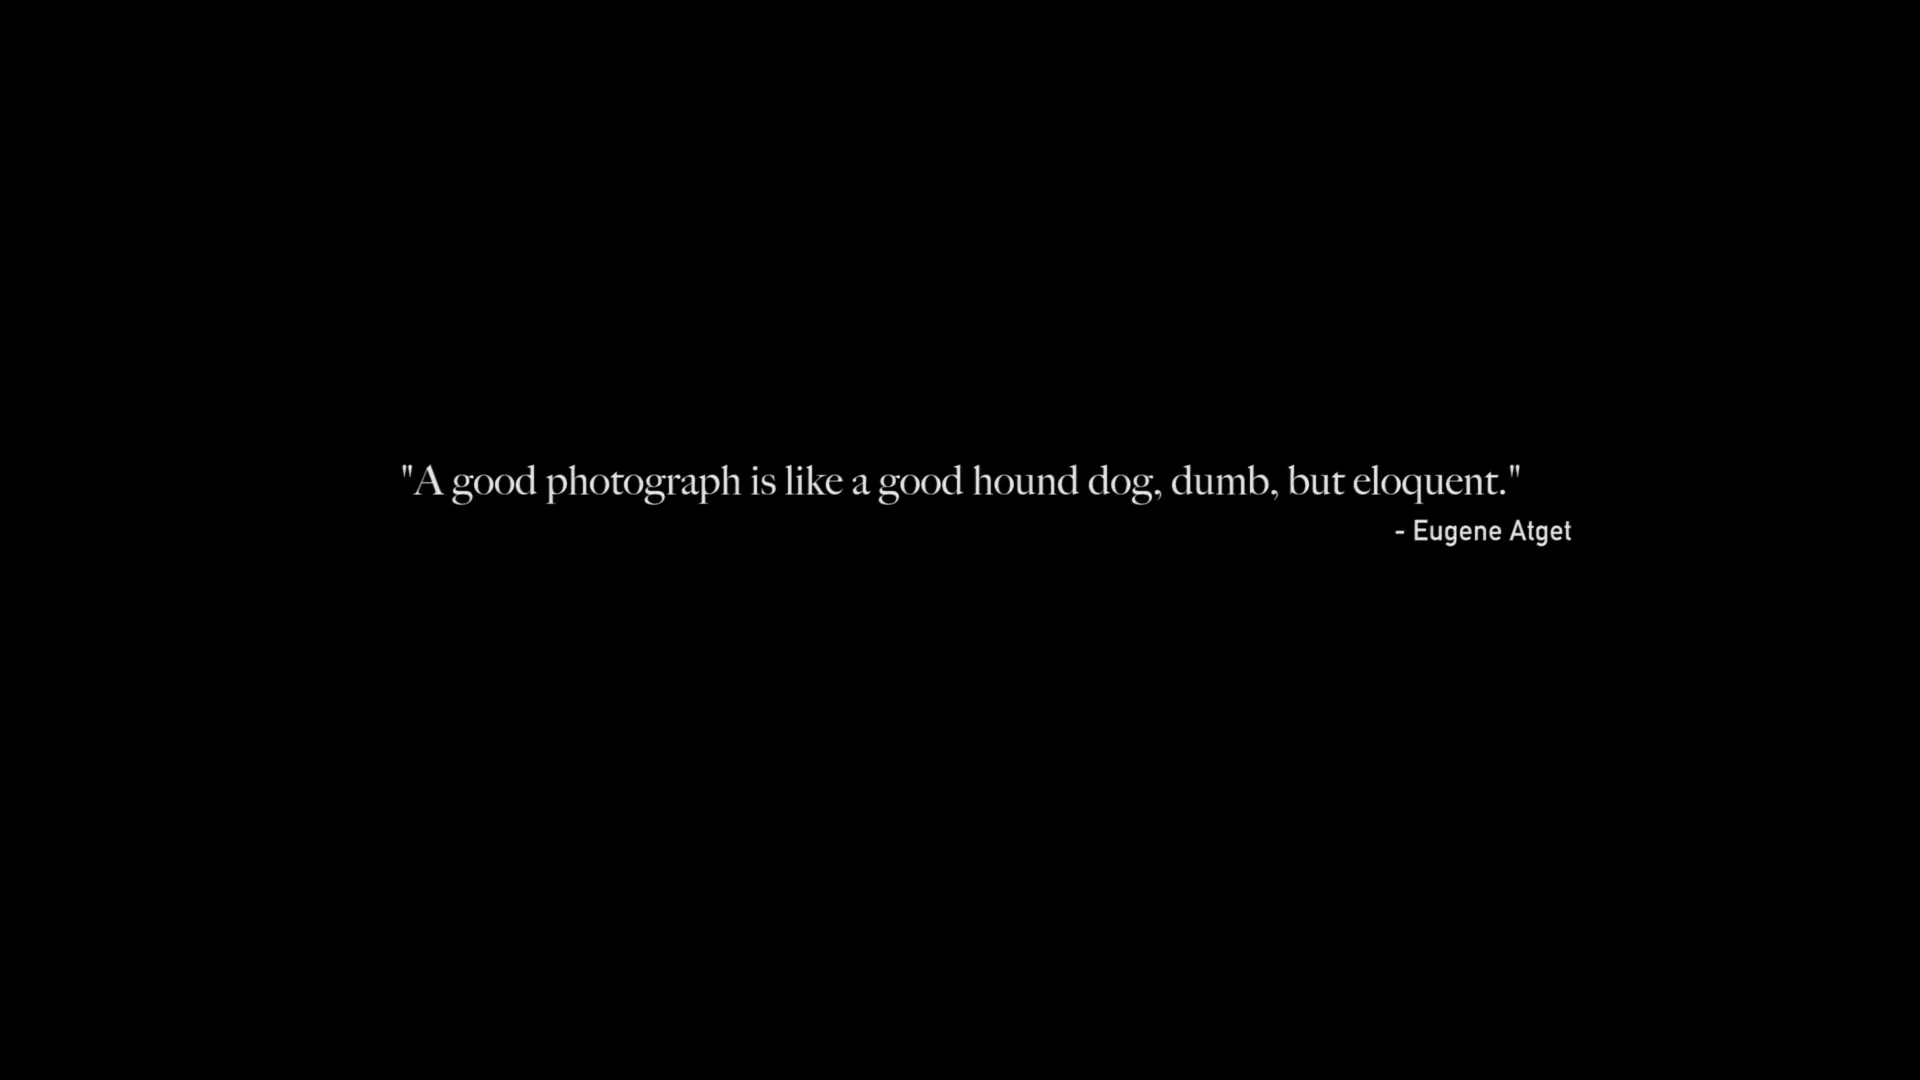 "A good photograph is like a good hound dog, dumb, but eloquent."
- Eugene Atget